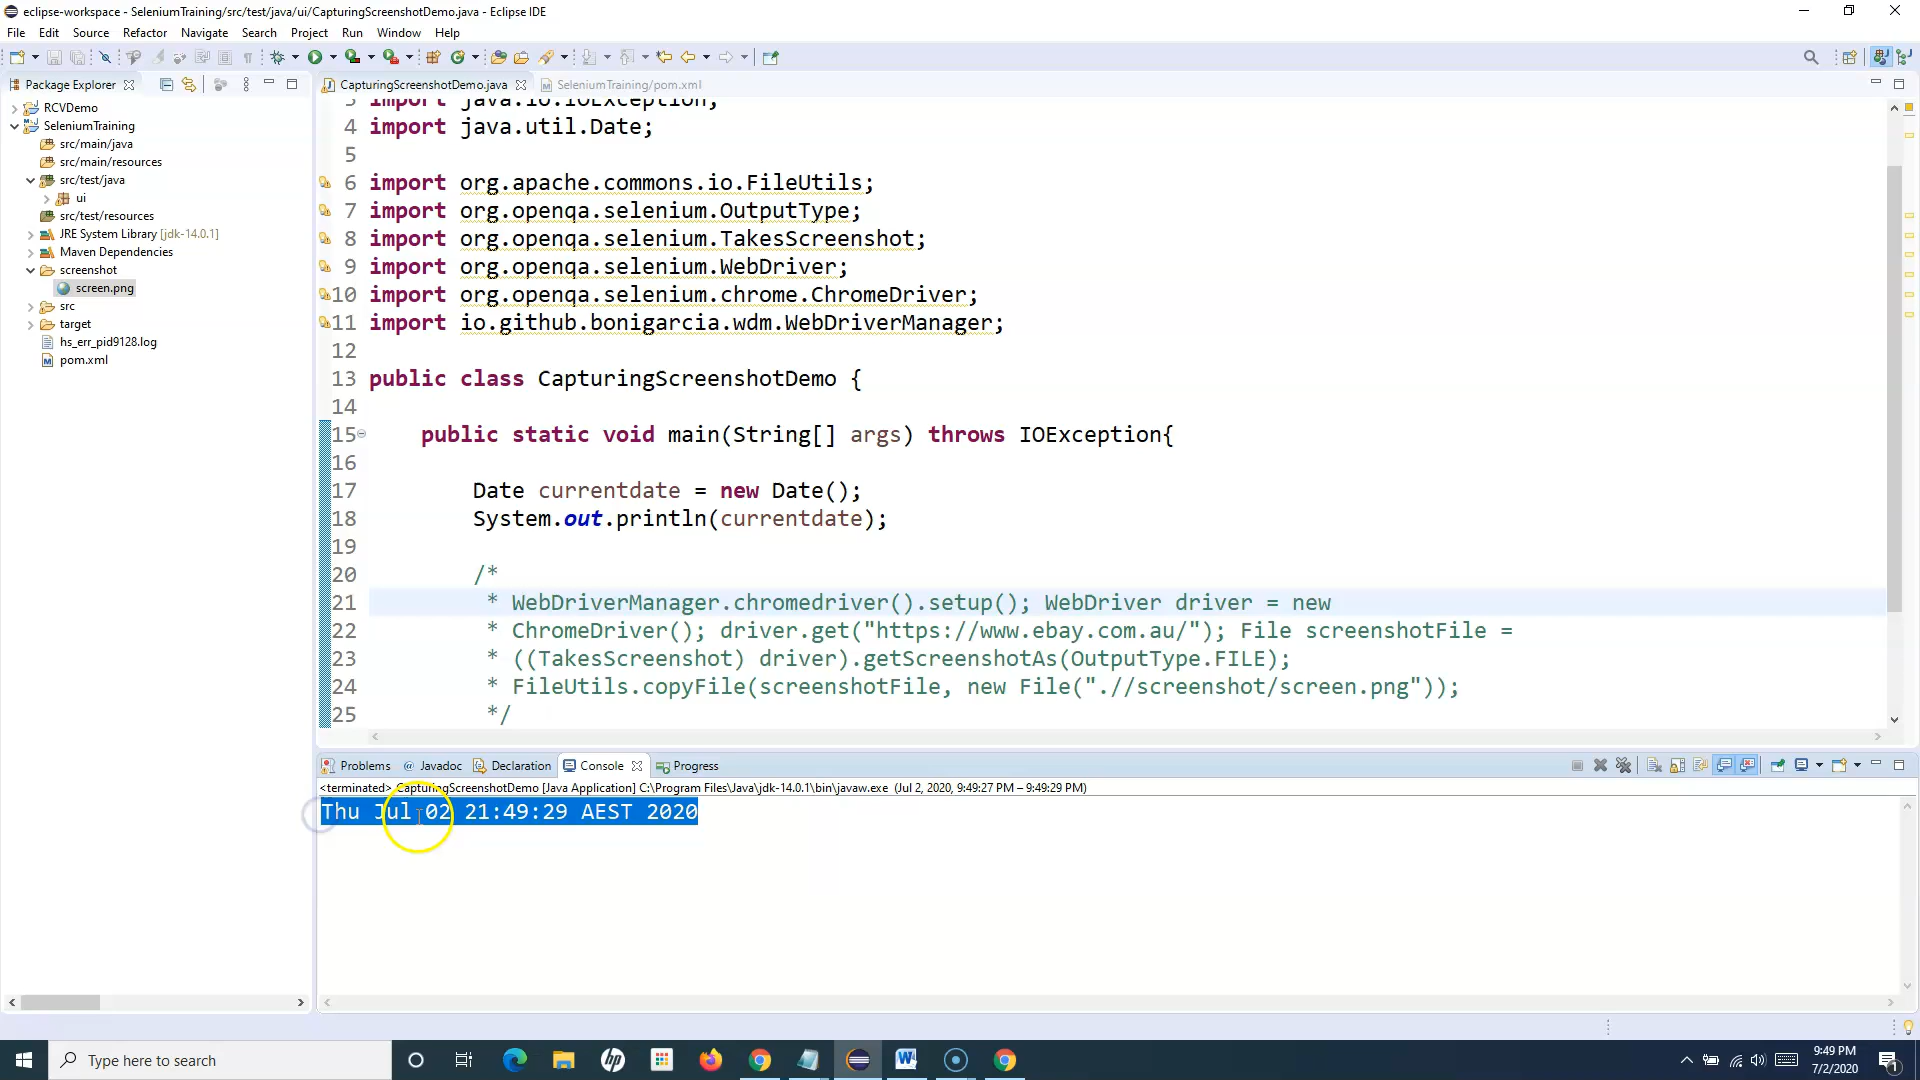 eclipse-workspace - SeleniumTraining/src/test/java/ui/CapturingScreenshotDemo.java - Eclipse IDE
File Edit Source Refactor Navigate Search Project Run Window Help
Package Explorer
RCVDemo
SeleniumTraining
src/main/java
src/main/resources
src/test/java
ui
src/test/resources
JRE System Library [jdk-14.0.1]
Maven Dependencies
screenshot
screen.png
src
target
hs_err_pid9128.log
pom.xml
CapturingScreenshotDemo.java SeleniumTraining/pom.xml
3 import java.io.IOException;
4 import java.util.Date;
5
6 import org.apache.commons.io.FileUtils;
7 import org.openqa.selenium.OutputType;
8 import org.openqa.selenium.TakesScreenshot;
9 import org.openqa.selenium.WebDriver;
10 import org.openqa.selenium.chrome.ChromeDriver;
11 import io.github.bonigarcia.wdm.WebDriverManager;
12
13 public class CapturingScreenshotDemo {
14
15 public static void main(String[] args) throws IOException{
16
17 Date currentdate = new Date();
18 System.out.println(currentdate);
19
20 /*
21 * WebDriverManager.chromedriver().setup(); WebDriver driver = new
22 * ChromeDriver(); driver.get("https://www.ebay.com.au/"); File screenshotFile =
23 * ((TakesScreenshot) driver).getScreenshotAs(OutputType.FILE);
24 * FileUtils.copyFile(screenshotFile, new File(".//screenshot/screen.png"));
25 */
Problems @ Javadoc Declaration Console Progress
<terminated> CapturingScreenshotDemo [Java Application] C:\Program Files\Java\jdk-14.0.1\bin\javaw.exe (Jul 2, 2020, 9:49:27 PM – 9:49:29 PM)
Thu Jul 02 21:49:29 AEST 2020
Type here to search
9:49 PM
7/2/2020